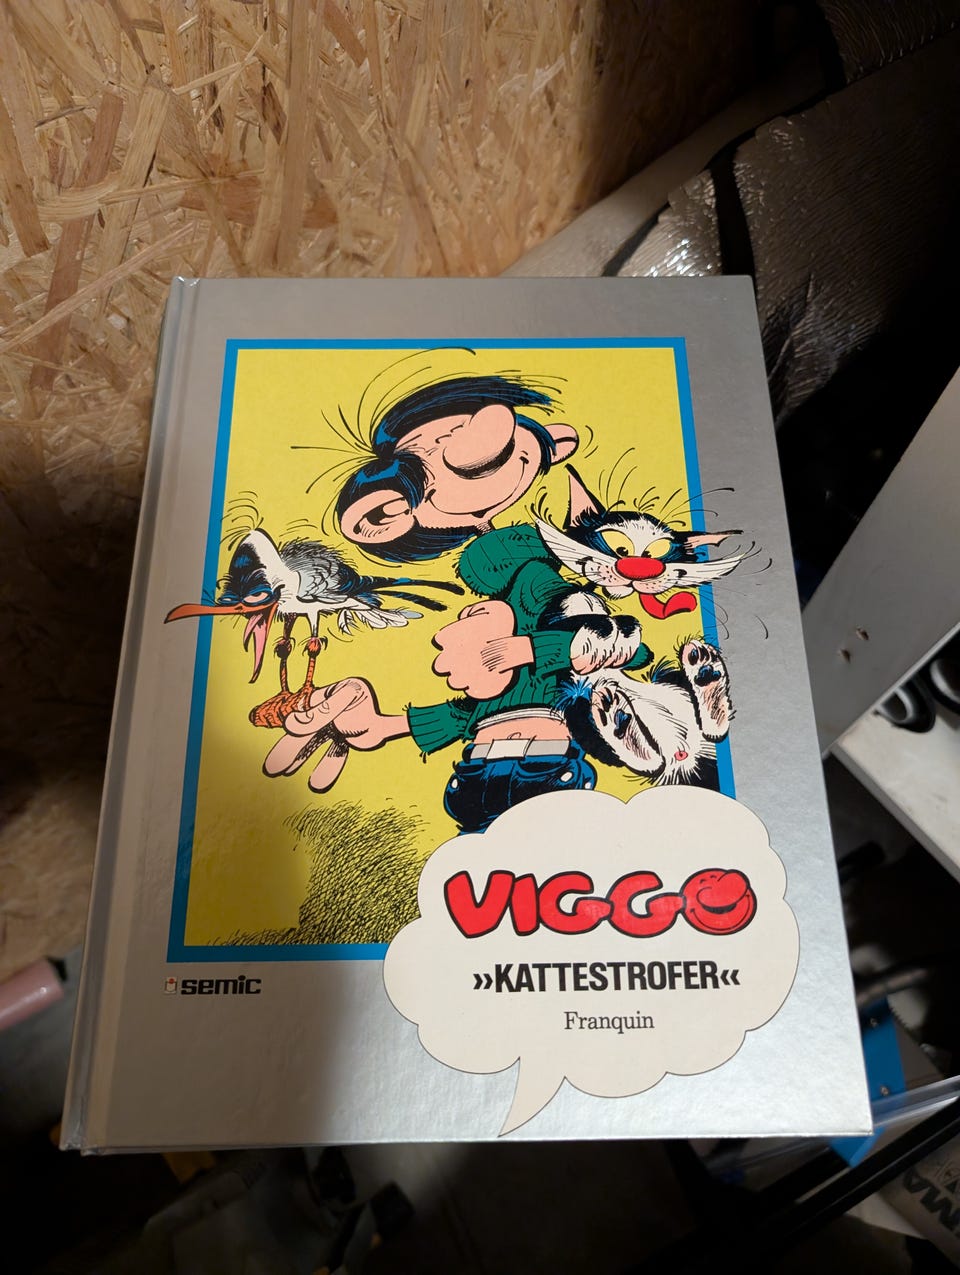 VIGGO
»KATTESTROFER«
Franquin
semic